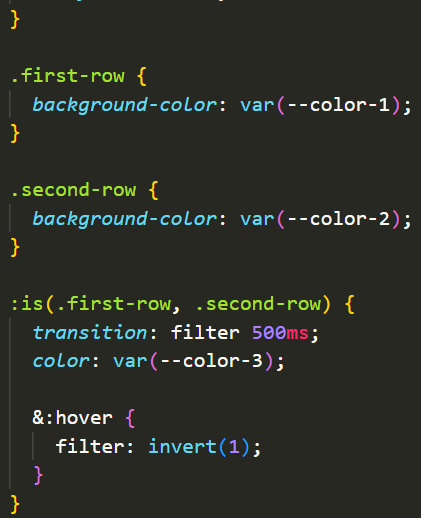 }

.first-row {
  background-color: var(--color-1);
}

.second-row {
  background-color: var(--color-2);
}

:is(.first-row, .second-row) {
  transition: filter 500ms;
  color: var(--color-3);

  &:hover {
    filter: invert(1);
  }
}